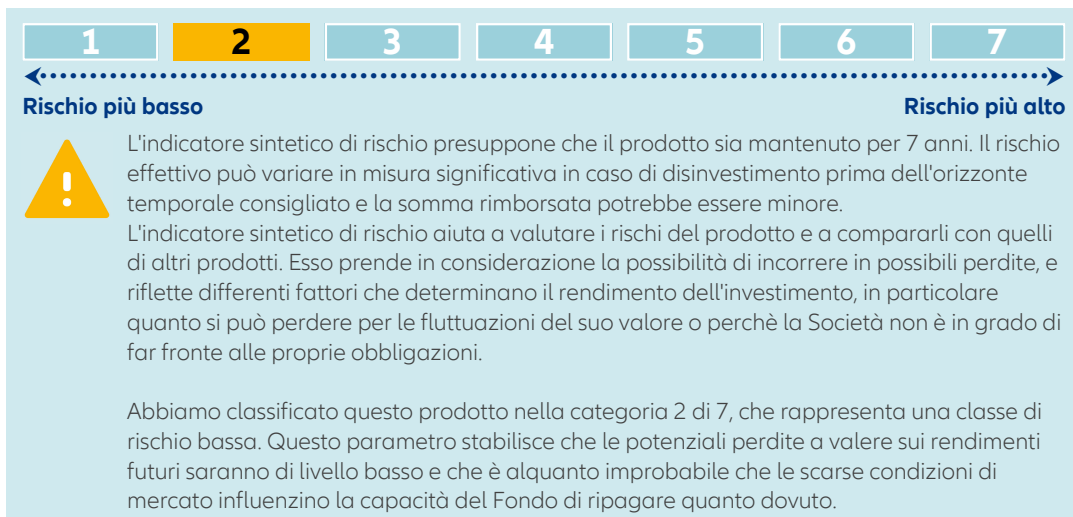 1 2 3 4 5 6 7
Rischio più basso Rischio più alto
L'indicatore sintetico di rischio presuppone che il prodotto sia mantenuto per 7 anni. Il rischio
effettivo può variare in misura significativa in caso di disinvestimento prima dell'orizzonte
temporale consigliato e la somma rimborsata potrebbe essere minore.
L'indicatore sintetico di rischio aiuta a valutare i rischi del prodotto e a compararli con quelli
di altri prodotti. Esso prende in considerazione la possibilità di incorrere in possibili perdite, e
riflette differenti fattori che determinano il rendimento dell'investimento, in particolare
quanto si può perdere per le fluttuazioni del suo valore o perchè la Società non è in grado di
far fronte alle proprie obbligazioni.
Abbiamo classificato questo prodotto nella categoria 2 di 7, che rappresenta una classe di
rischio bassa. Questo parametro stabilisce che le potenziali perdite a valere sui rendimenti
futuri saranno di livello basso e che è alquanto improbabile che le scarse condizioni di
mercato influenzino la capacità del Fondo di ripagare quanto dovuto.